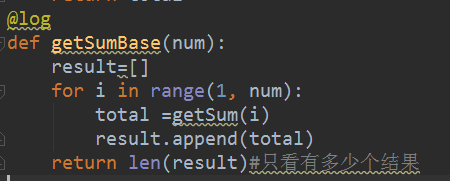 @log
def getSumBase(num):
    result=[]
    for i in range(1, num):
        total =getSum(i)
        result.append(total)
    return len(result)#只看有多少个结果